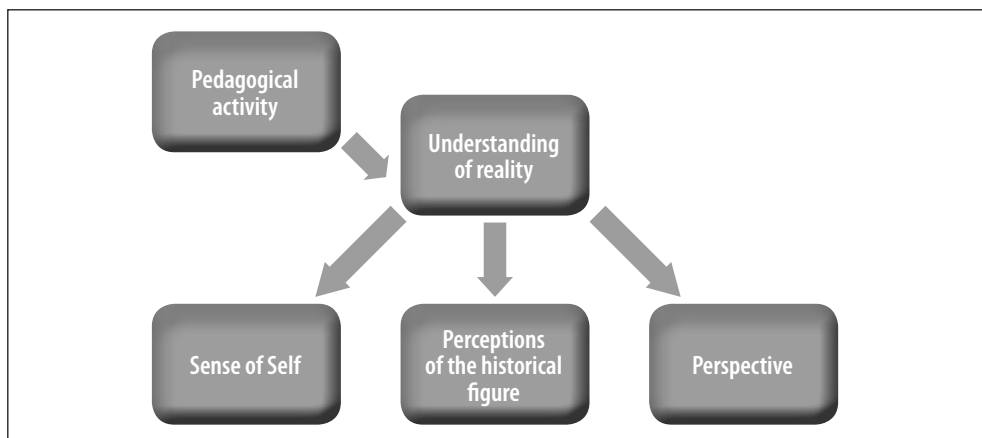 Pedagogical
activity
Understanding
of reality
Sense of Self
Perceptions
of the historical
figure
Perspective